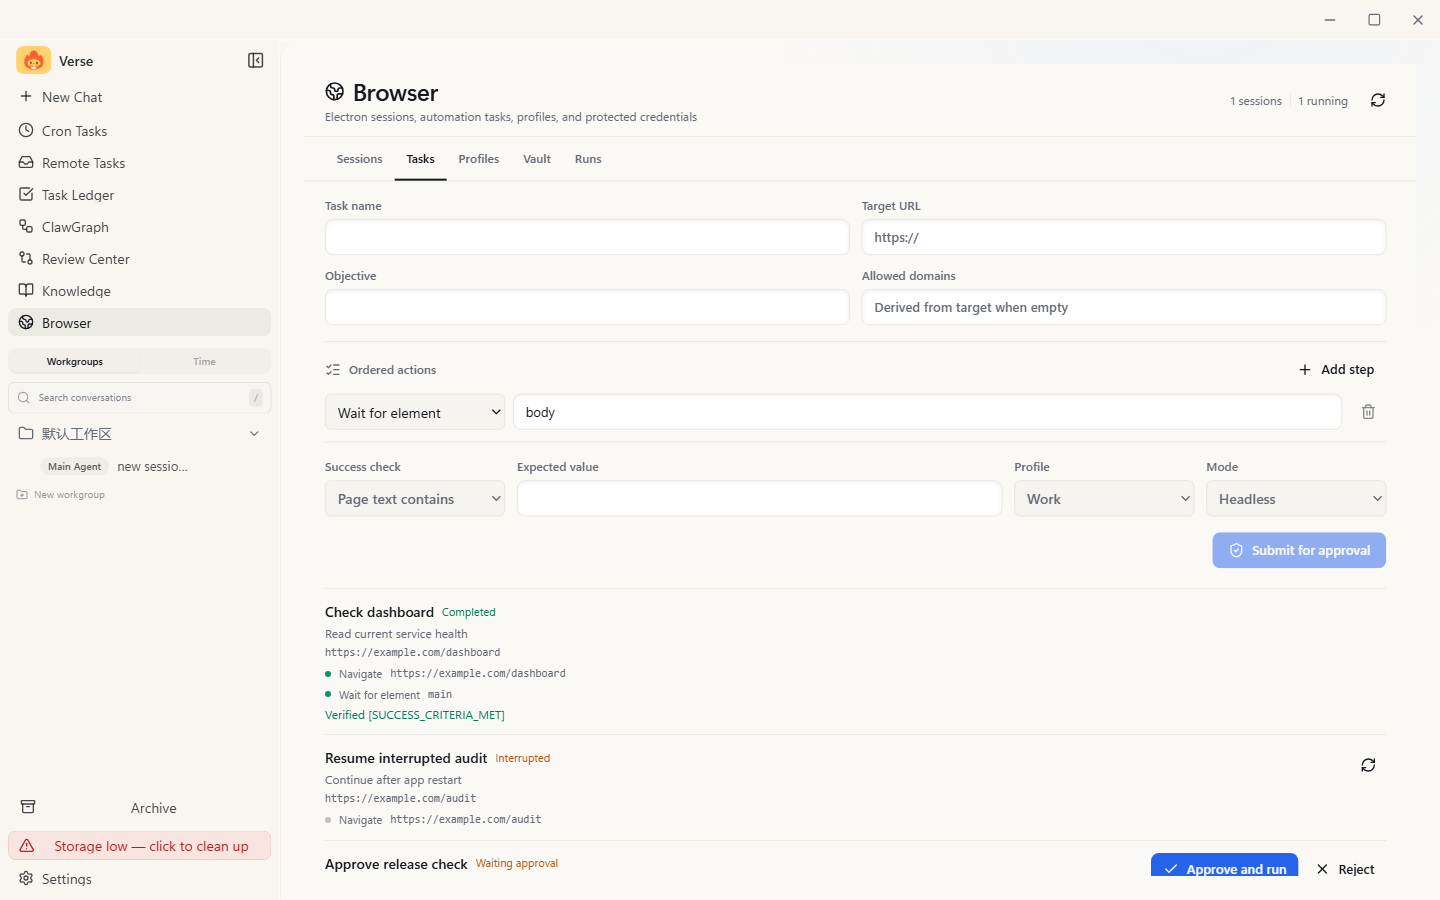 Verse
New Chat
Cron Tasks
Remote Tasks
Task Ledger
ClawGraph
Review Center
Knowledge
Browser
Workgroups Time
Search conversations /
默认工作区
Main Agent new sessio...
New workgroup
Archive
Storage low — click to clean up
Settings
Browser
Electron sessions, automation tasks, profiles, and protected credentials
1 sessions 1 running
Sessions Tasks Profiles Vault Runs
Task name Target URL
https://
Objective Allowed domains
Derived from target when empty
Ordered actions Add step
Wait for element body
Success check Expected value Profile Mode
Page text contains Work Headless
Submit for approval
Check dashboard Completed
Read current service health
https://example.com/dashboard
Navigate https://example.com/dashboard
Wait for element main
Verified [SUCCESS_CRITERIA_MET]
Resume interrupted audit Interrupted
Continue after app restart
https://example.com/audit
Navigate https://example.com/audit
Approve release check Waiting approval Approve and run Reject